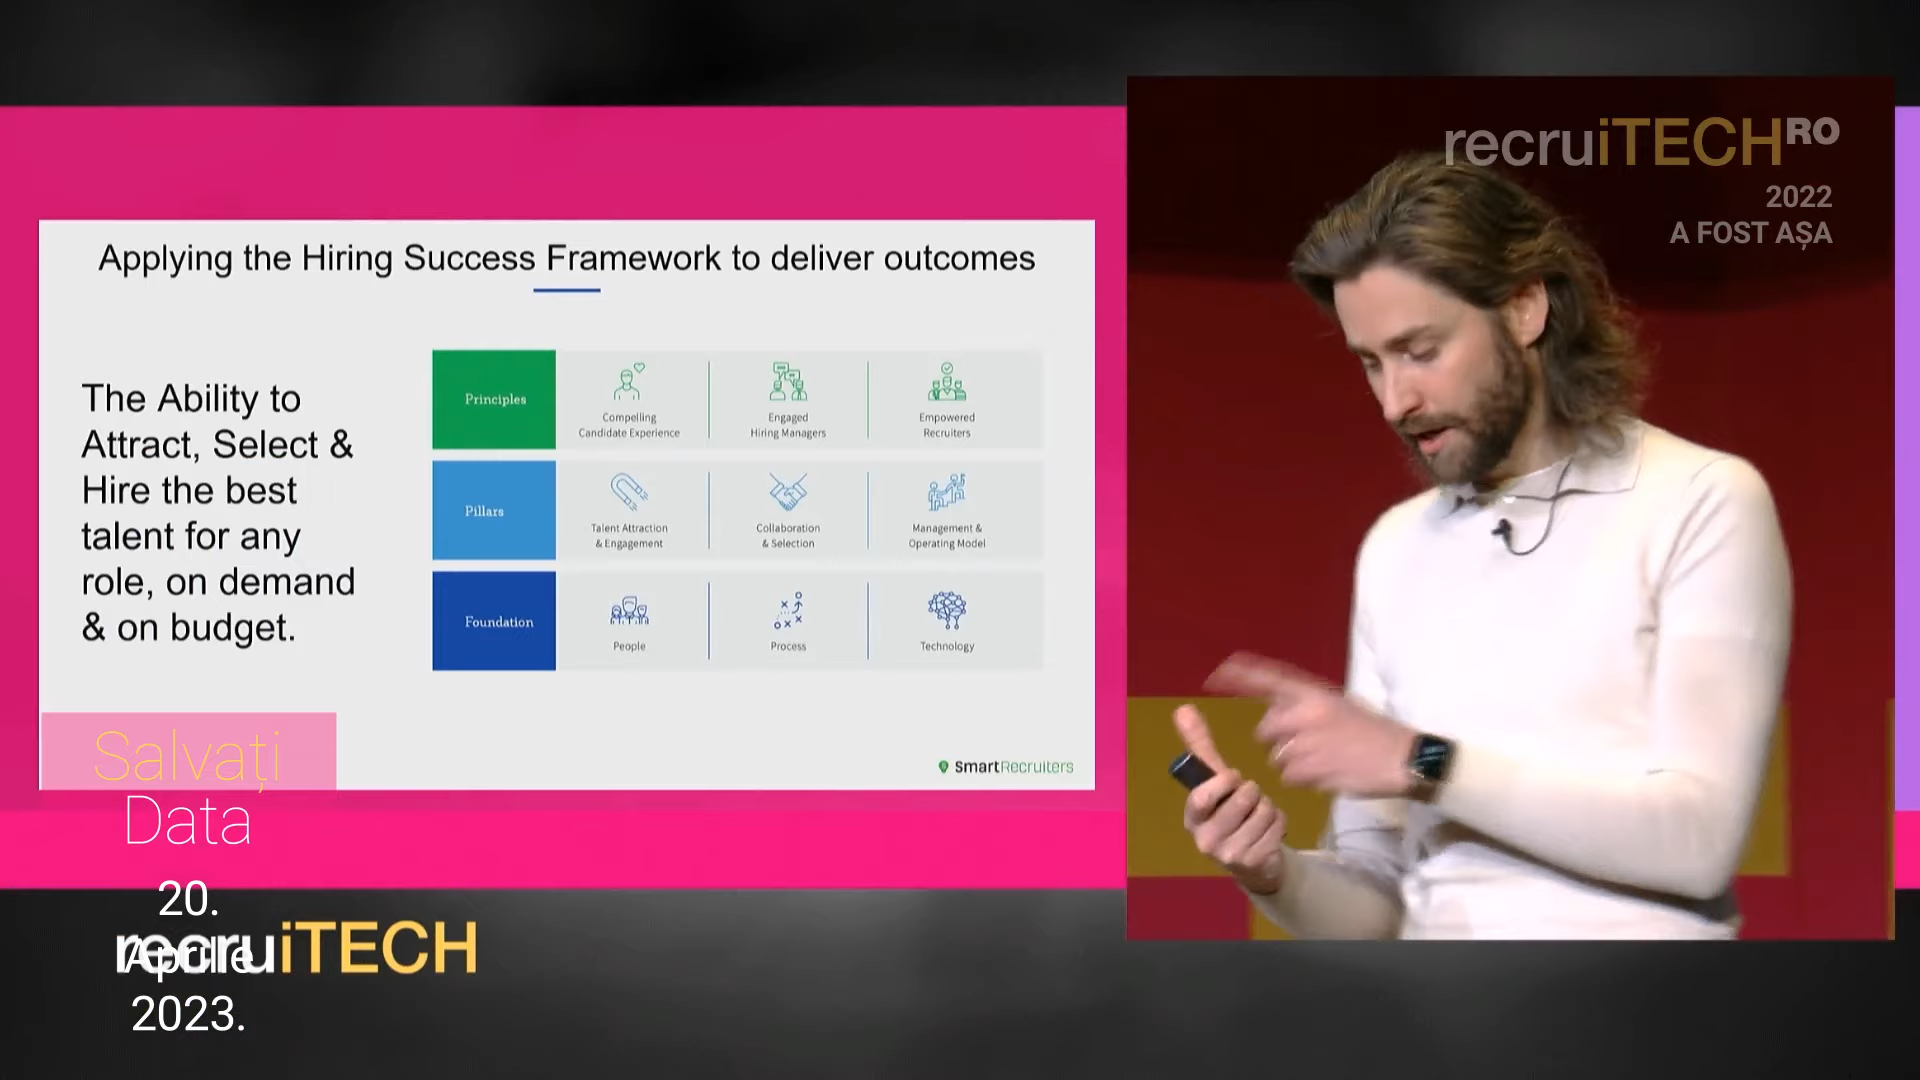 recruiTECHRO
2022
A FOST AȘA
Applying the Hiring Success Framework to deliver outcomes
The Ability to
Attract, Select &
Hire the best
talent for any
role, on demand
& on budget.
Principles
Compelling
Candidate Experience
Engaged
Hiring Managers
Empowered
Recruiters
Pillars
Talent Attraction
& Engagement
Collaboration
& Selection
Management &
Operating Model
Foundation
People
Process
Technology
SmartRecruiters
Salvați
Data
20.
Aprilie
2023.
recruiTECH